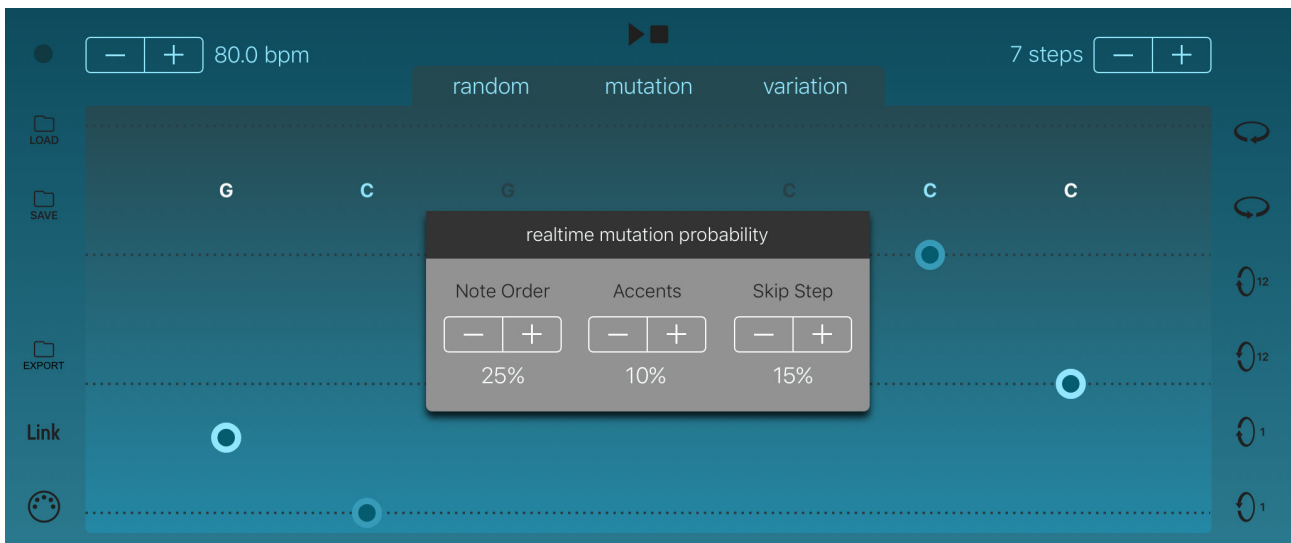 80.0 bpm
7 steps
random mutation variation
LOAD
G C G C C C
SAVE
realtime mutation probability
Note Order Accents Skip Step
12
25% 10% 15%
EXPORT
12
Link
1
1